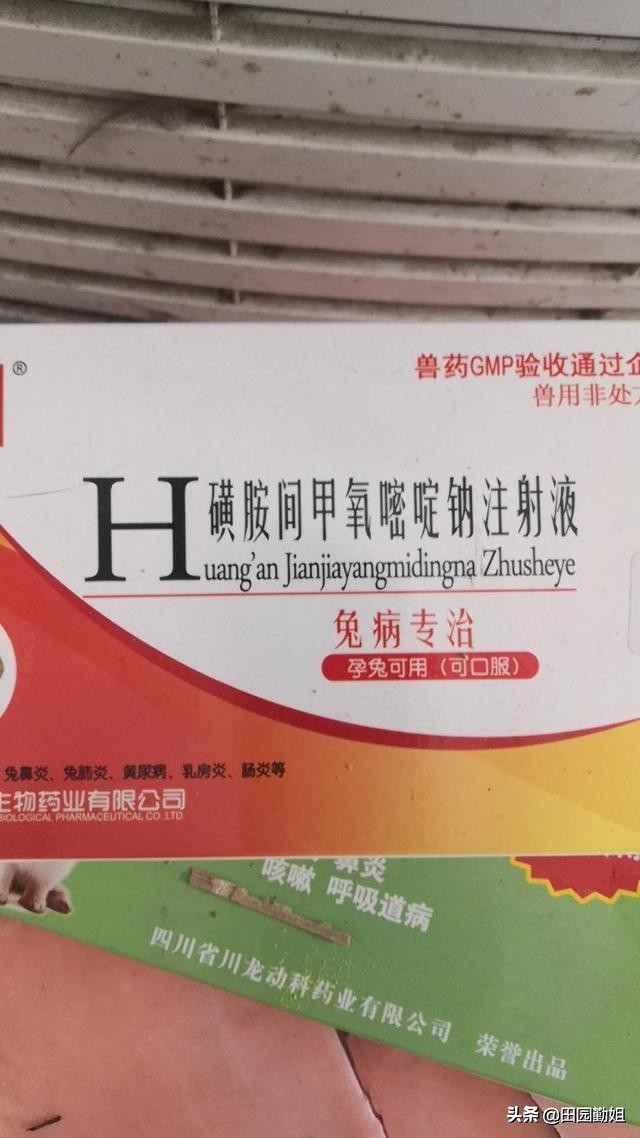 ®
兽药GMP验收通过企
兽用非处方
H磺胺间甲氧嘧啶钠注射液
uang'an Jianjiayangmidingna Zhusheye
兔病专治
孕兔可用（可口服）
兔鼻炎、兔肺炎、黄尿病、乳房炎、肠炎等
生物药业有限公司
BIOLOGICAL PHARMACEUTICAL CO.,LTD.
鼻炎
咳嗽 呼吸道病
四川省川龙动科药业有限公司 荣誉出品
头条 @田园勤姐